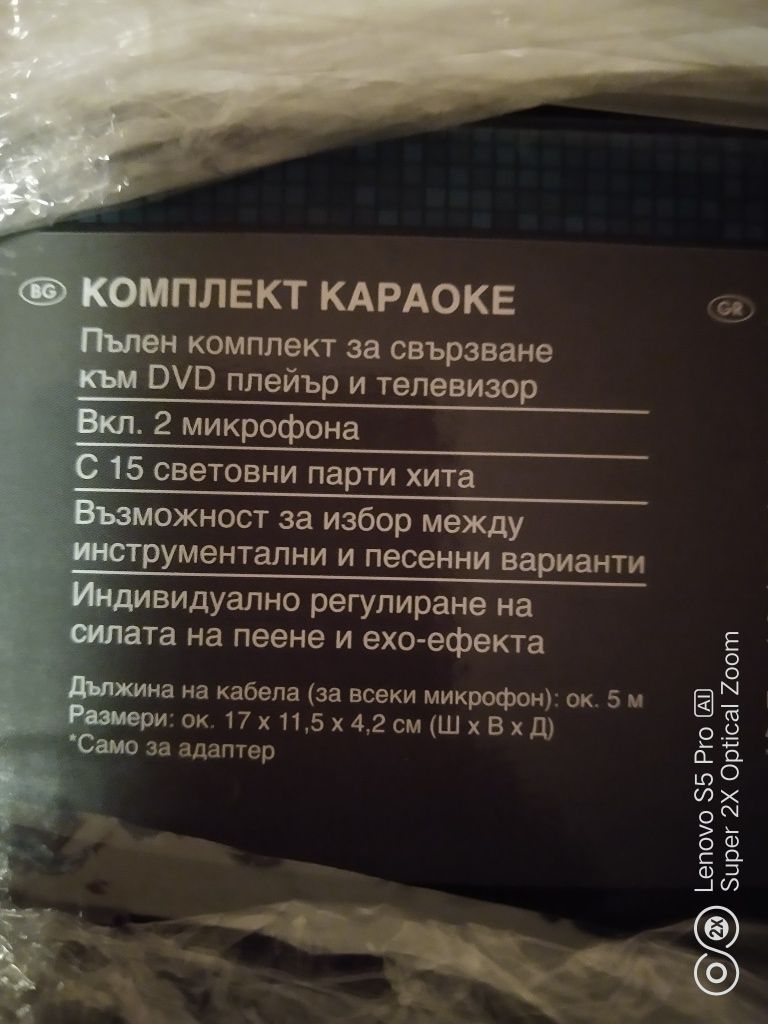 BG КОМПЛЕКТ КАРАОКЕ
GR
Пълен комплект за свързване
към DVD плейър и телевизор
Вкл. 2 микрофона
С 15 световни парти хита
Възможност за избор между
инструментални и песенни варианти
Индивидуално регулиране на
силата на пеене и ехо-ефекта
Дължина на кабела (за всеки микрофон): ок. 5 м
Размери: ок. 17 x 11,5 x 4,2 см (Ш x В x Д)
*Само за адаптер
2X
Lenovo S5 Pro AI
Super 2X Optical Zoom